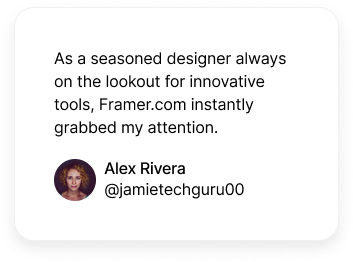 As a seasoned designer always
on the lookout for innovative
tools, Framer.com instantly
grabbed my attention.
Alex Rivera
@jamietechguru00